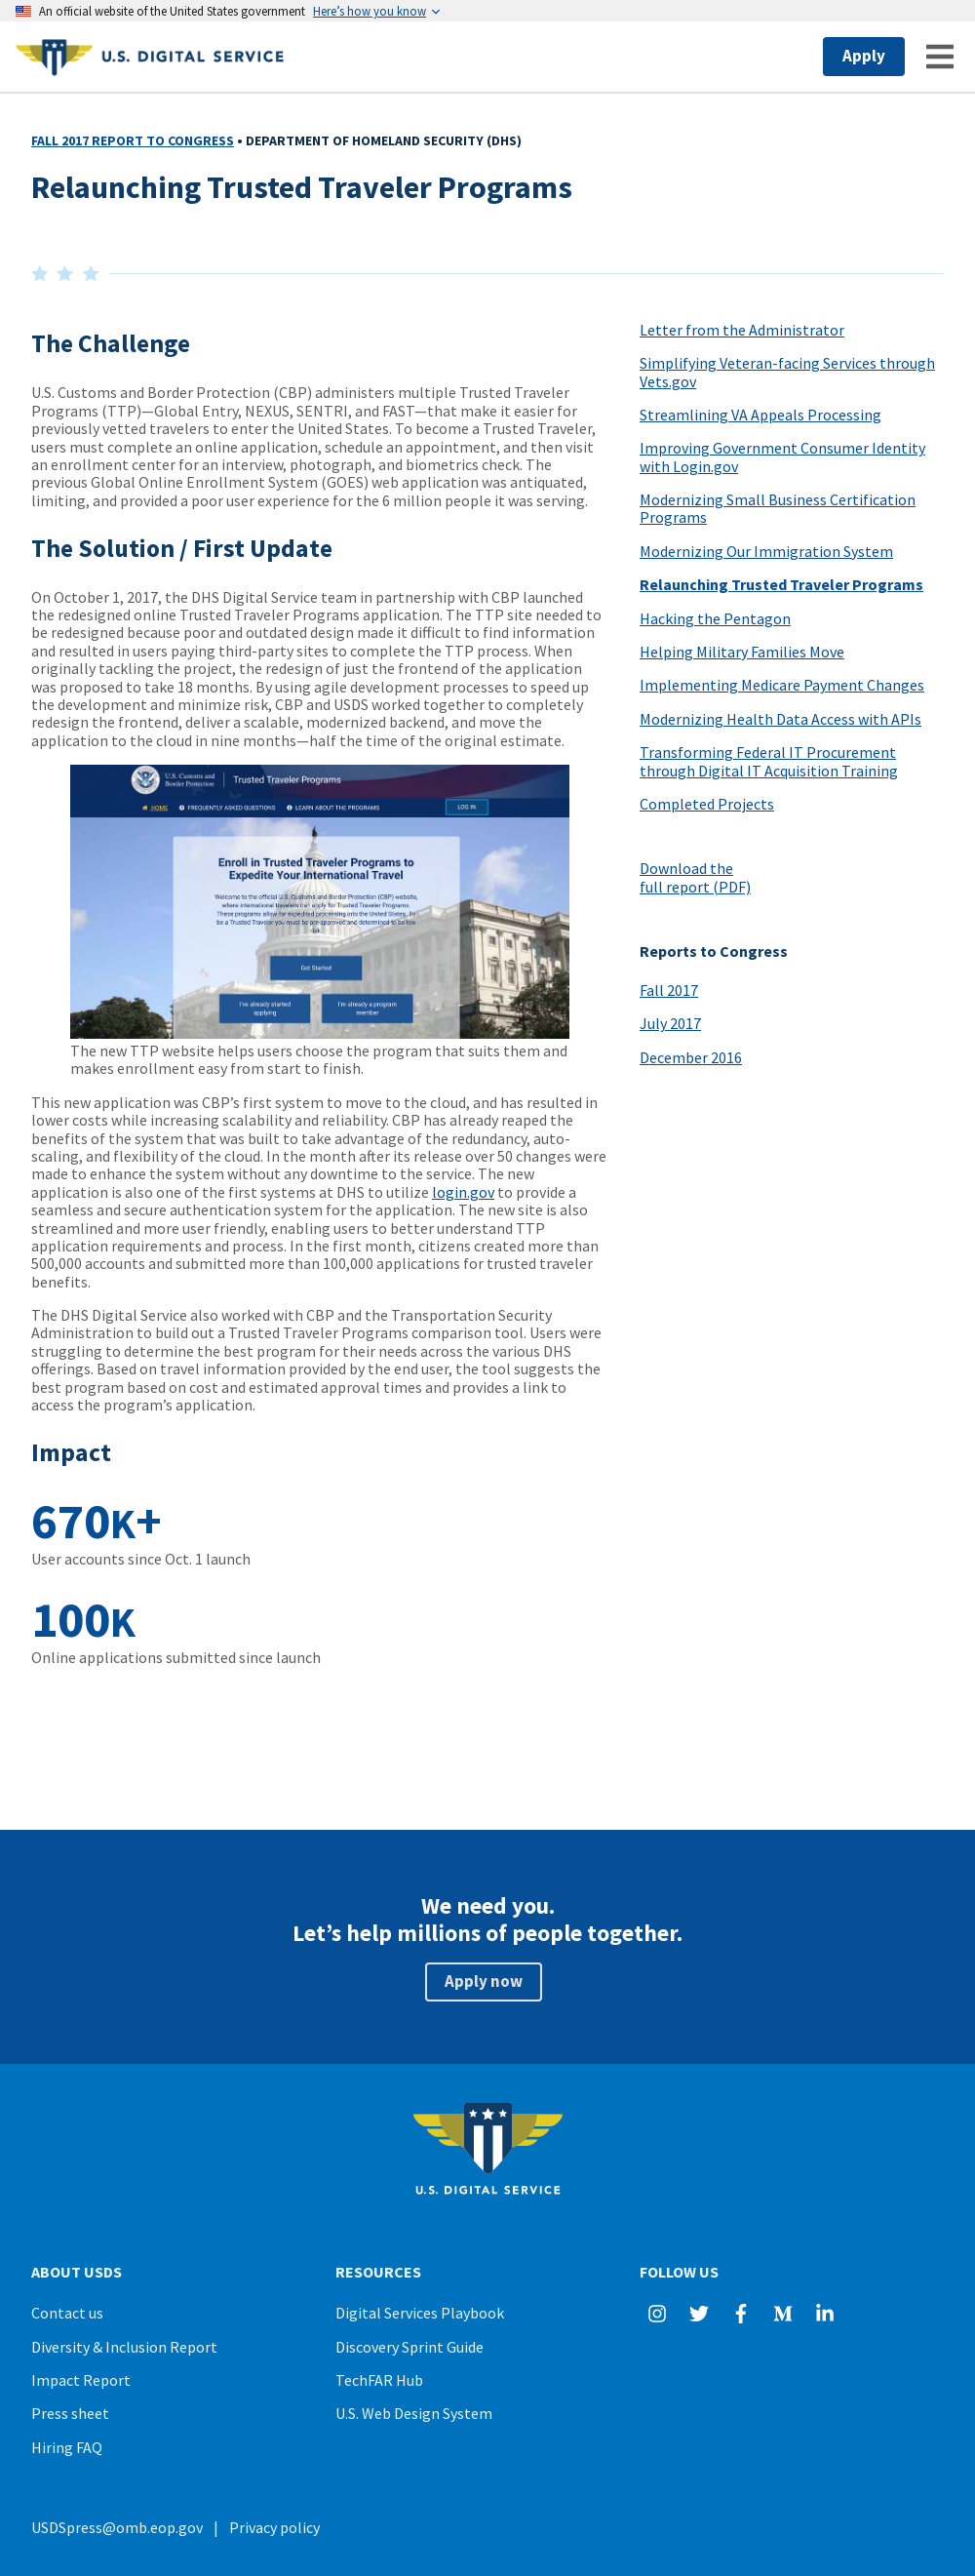 An official website of the United States government Here’s how you know
U.S. DIGITAL SERVICE
Apply
FALL 2017 REPORT TO CONGRESS • DEPARTMENT OF HOMELAND SECURITY (DHS)
Relaunching Trusted Traveler Programs
The Challenge
U.S. Customs and Border Protection (CBP) administers multiple Trusted Traveler
Programs (TTP)—Global Entry, NEXUS, SENTRI, and FAST—that make it easier for
previously vetted travelers to enter the United States. To become a Trusted Traveler,
users must complete an online application, schedule an appointment, and then visit
an enrollment center for an interview, photograph, and biometrics check. The
previous Global Online Enrollment System (GOES) web application was antiquated,
limiting, and provided a poor user experience for the 6 million people it was serving.
The Solution / First Update
On October 1, 2017, the DHS Digital Service team in partnership with CBP launched
the redesigned online Trusted Traveler Programs application. The TTP site needed to
be redesigned because poor and outdated design made it difficult to find information
and resulted in users paying third-party sites to complete the TTP process. When
originally tackling the project, the redesign of just the frontend of the application
was proposed to take 18 months. By using agile development processes to speed up
the development and minimize risk, CBP and USDS worked together to completely
redesign the frontend, deliver a scalable, modernized backend, and move the
application to the cloud in nine months—half the time of the original estimate.
U.S. Customs and
Border Protection
Trusted Traveler Programs
HOME FREQUENTLY ASKED QUESTIONS LEARN ABOUT THE PROGRAMS LOG IN
Enroll in Trusted Traveler Programs to
Expedite Your International Travel
Welcome to the official U.S. Customs and Border Protection (CBP) website,
where international travelers can apply for Trusted Traveler Programs.
These programs allow for expedited processing into the United States. To
be a Trusted Traveler you must be pre-approved and determined to be low
risk.
Get Started
I've already started
applying
I'm already a program
member
The new TTP website helps users choose the program that suits them and
makes enrollment easy from start to finish.
This new application was CBP’s first system to move to the cloud, and has resulted in
lower costs while increasing scalability and reliability. CBP has already reaped the
benefits of the system that was built to take advantage of the redundancy, auto-
scaling, and flexibility of the cloud. In the month after its release over 50 changes were
made to enhance the system without any downtime to the service. The new
application is also one of the first systems at DHS to utilize login.gov to provide a
seamless and secure authentication system for the application. The new site is also
streamlined and more user friendly, enabling users to better understand TTP
application requirements and process. In the first month, citizens created more than
500,000 accounts and submitted more than 100,000 applications for trusted traveler
benefits.
The DHS Digital Service also worked with CBP and the Transportation Security
Administration to build out a Trusted Traveler Programs comparison tool. Users were
struggling to determine the best program for their needs across the various DHS
offerings. Based on travel information provided by the end user, the tool suggests the
best program based on cost and estimated approval times and provides a link to
access the program’s application.
Impact
670K+
User accounts since Oct. 1 launch
100K
Online applications submitted since launch
Letter from the Administrator
Simplifying Veteran-facing Services through
Vets.gov
Streamlining VA Appeals Processing
Improving Government Consumer Identity
with Login.gov
Modernizing Small Business Certification
Programs
Modernizing Our Immigration System
Relaunching Trusted Traveler Programs
Hacking the Pentagon
Helping Military Families Move
Implementing Medicare Payment Changes
Modernizing Health Data Access with APIs
Transforming Federal IT Procurement
through Digital IT Acquisition Training
Completed Projects
Download the
full report (PDF)
Reports to Congress
Fall 2017
July 2017
December 2016
We need you.
Let’s help millions of people together.
Apply now
U.S. DIGITAL SERVICE
ABOUT USDS
Contact us
Diversity & Inclusion Report
Impact Report
Press sheet
Hiring FAQ
RESOURCES
Digital Services Playbook
Discovery Sprint Guide
TechFAR Hub
U.S. Web Design System
FOLLOW US
USDSpress@omb.eop.gov | Privacy policy